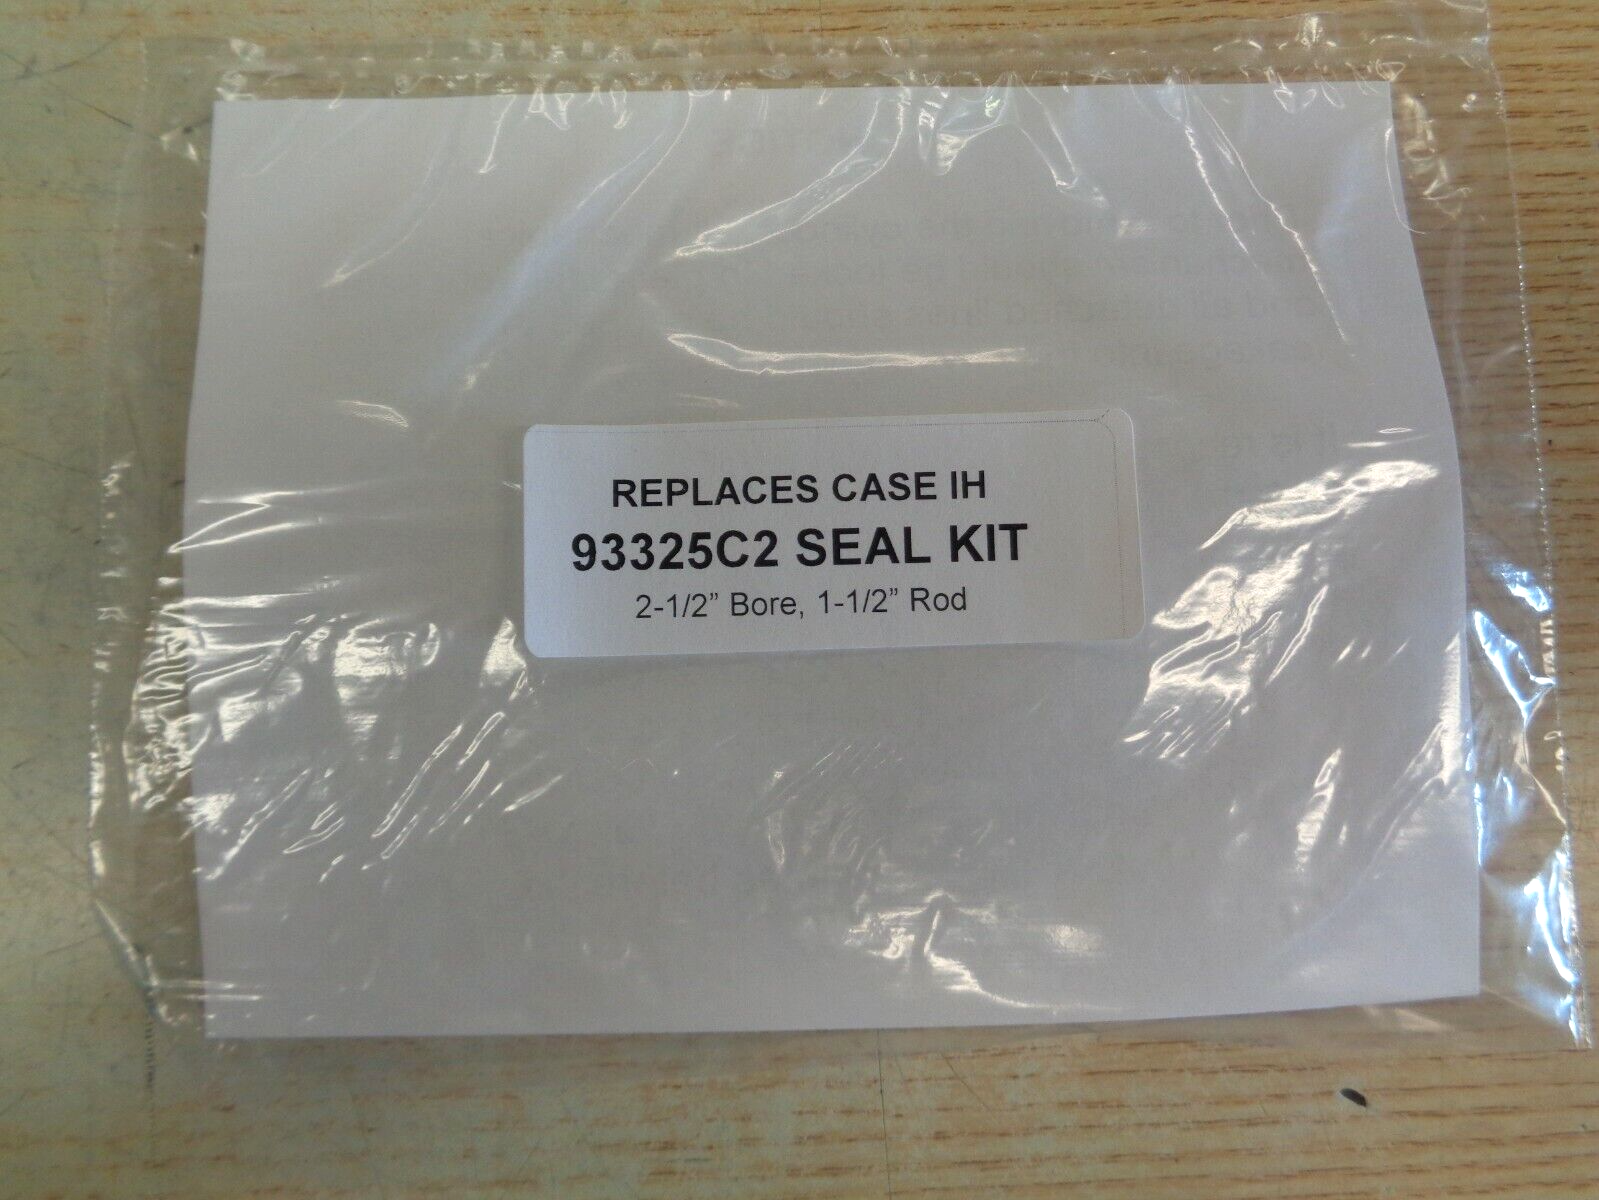 REPLACES CASE IH
93325C2 SEAL KIT
2-1/2” Bore, 1-1/2” Rod